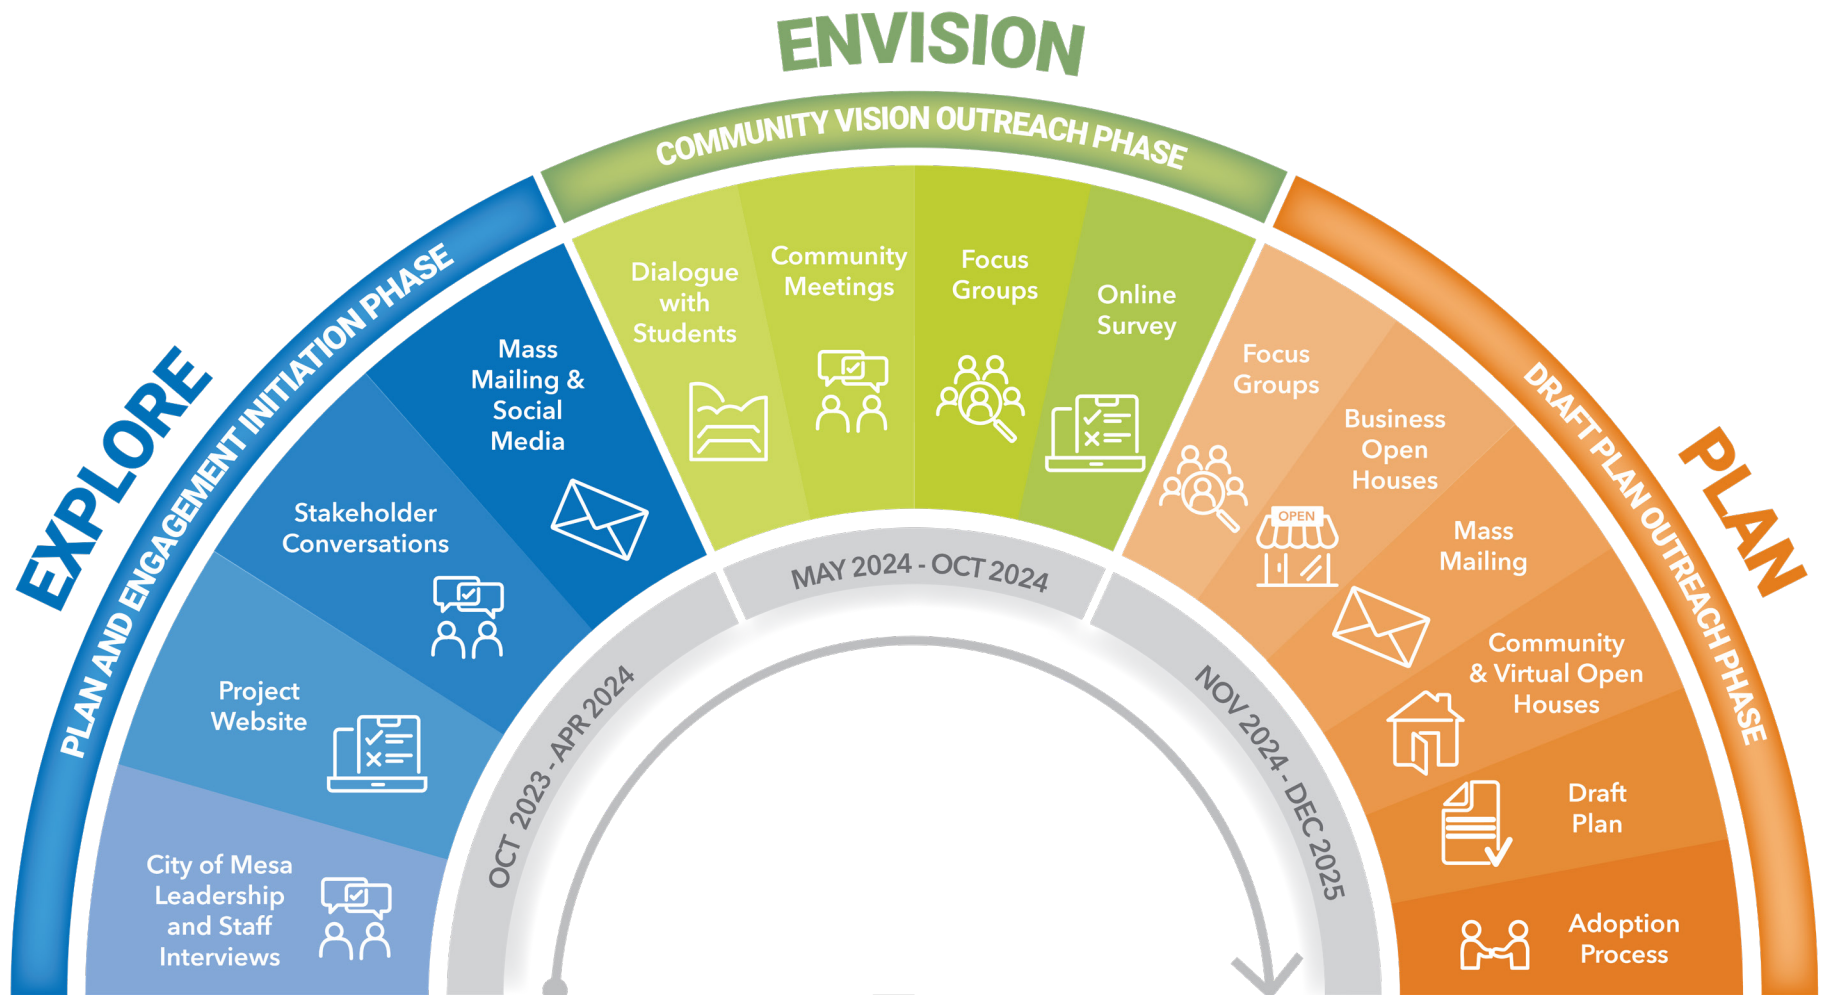 EXPLORE
PLAN AND ENGAGEMENT INITIATION PHASE
City of Mesa
Leadership
and Staff
Interviews
Project
Website
Stakeholder
Conversations
Mass
Mailing &
Social
Media
OCT 2023 - APR 2024
ENVISION
COMMUNITY VISION OUTREACH PHASE
Dialogue
with
Students
Community
Meetings
Focus
Groups
Online
Survey
MAY 2024 - OCT 2024
PLAN
DRAFT PLAN OUTREACH PHASE
Focus
Groups
Business
Open
Houses
OPEN
Mass
Mailing
Community
& Virtual Open
Houses
Draft
Plan
Adoption
Process
NOV 2024 - DEC 2025